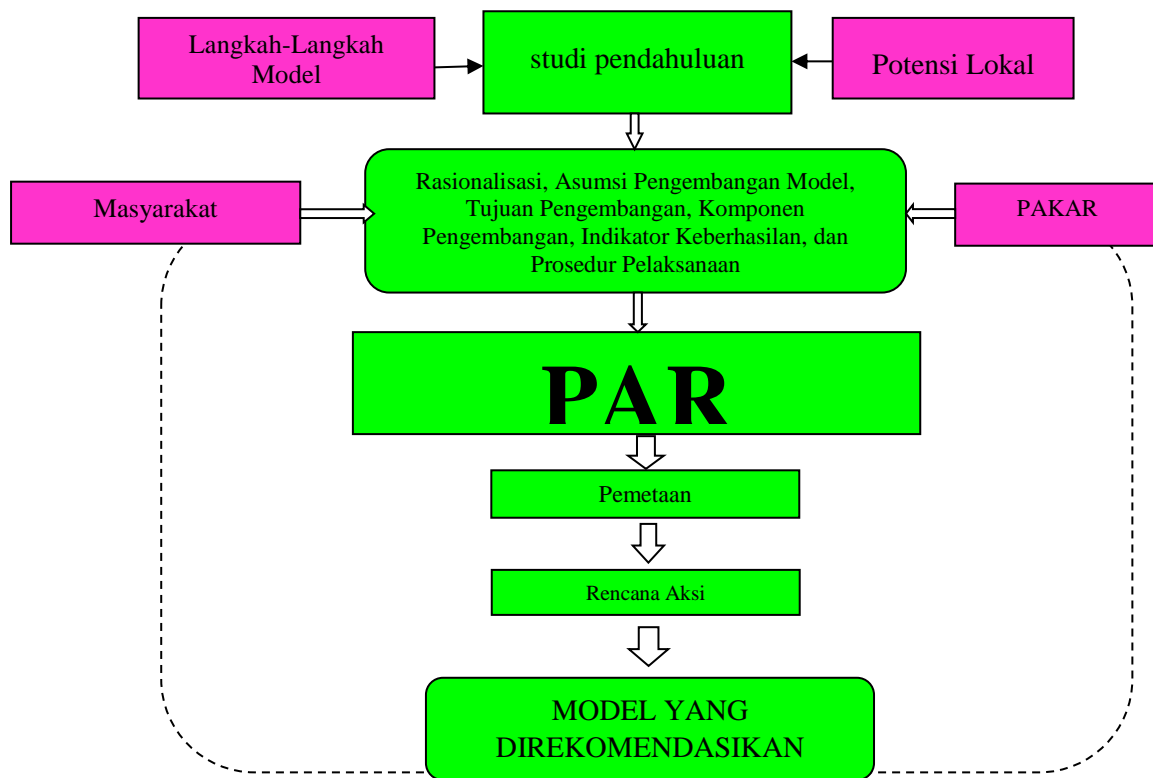 Langkah-Langkah
Model
studi pendahuluan
Potensi Lokal
Masyarakat
Rasionalisasi, Asumsi Pengembangan Model,
Tujuan Pengembangan, Komponen
Pengembangan, Indikator Keberhasilan, dan
Prosedur Pelaksanaan
PAKAR
PAR
Pemetaan
Rencana Aksi
MODEL YANG
DIREKOMENDASIKAN